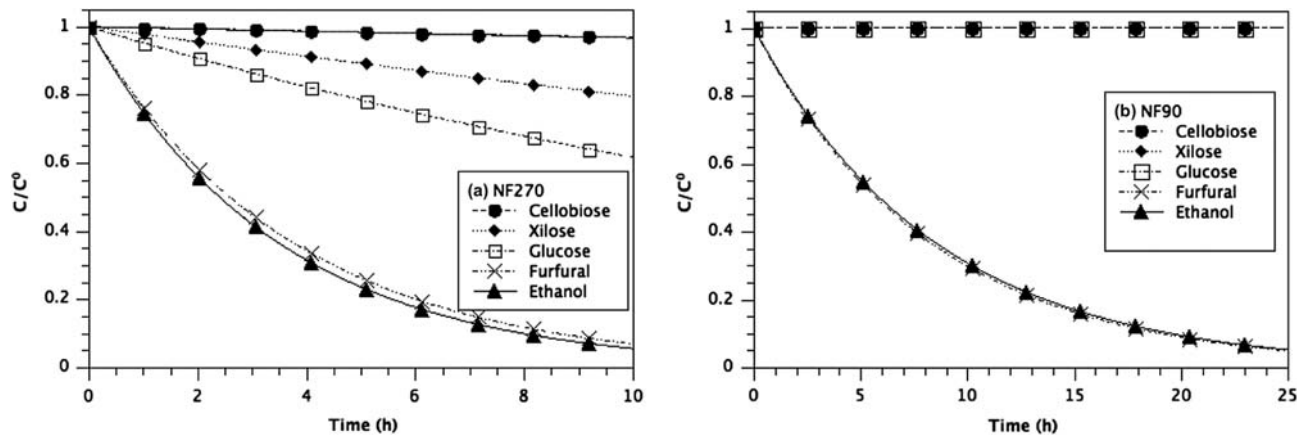 1
0.8
0.6
0.4
0.2
0
C/C⁰
(a) NF270
Cellobiose
Xilose
Glucose
Furfural
Ethanol
0 2 4 6 8 10
Time (h)
1
0.8
0.6
0.4
0.2
0
C/C⁰
(b) NF90
Cellobiose
Xilose
Glucose
Furfural
Ethanol
0 5 10 15 20 25
Time (h)